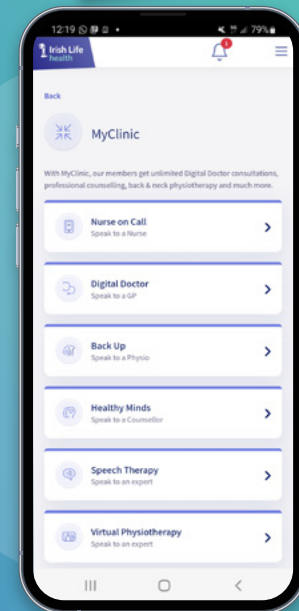 12:19
79%
Irish Life
health
1
Back
MyClinic
With MyClinic, our members get unlimited Digital Doctor consultations,
professional counselling, back & neck physiotherapy and much more.
Nurse on Call
Speak to a Nurse
Digital Doctor
Speak to a GP
Back Up
Speak to a Physio
Healthy Minds
Speak to a Counsellor
Speech Therapy
Speak to an expert
Virtual Physiotherapy
Speak to an expert